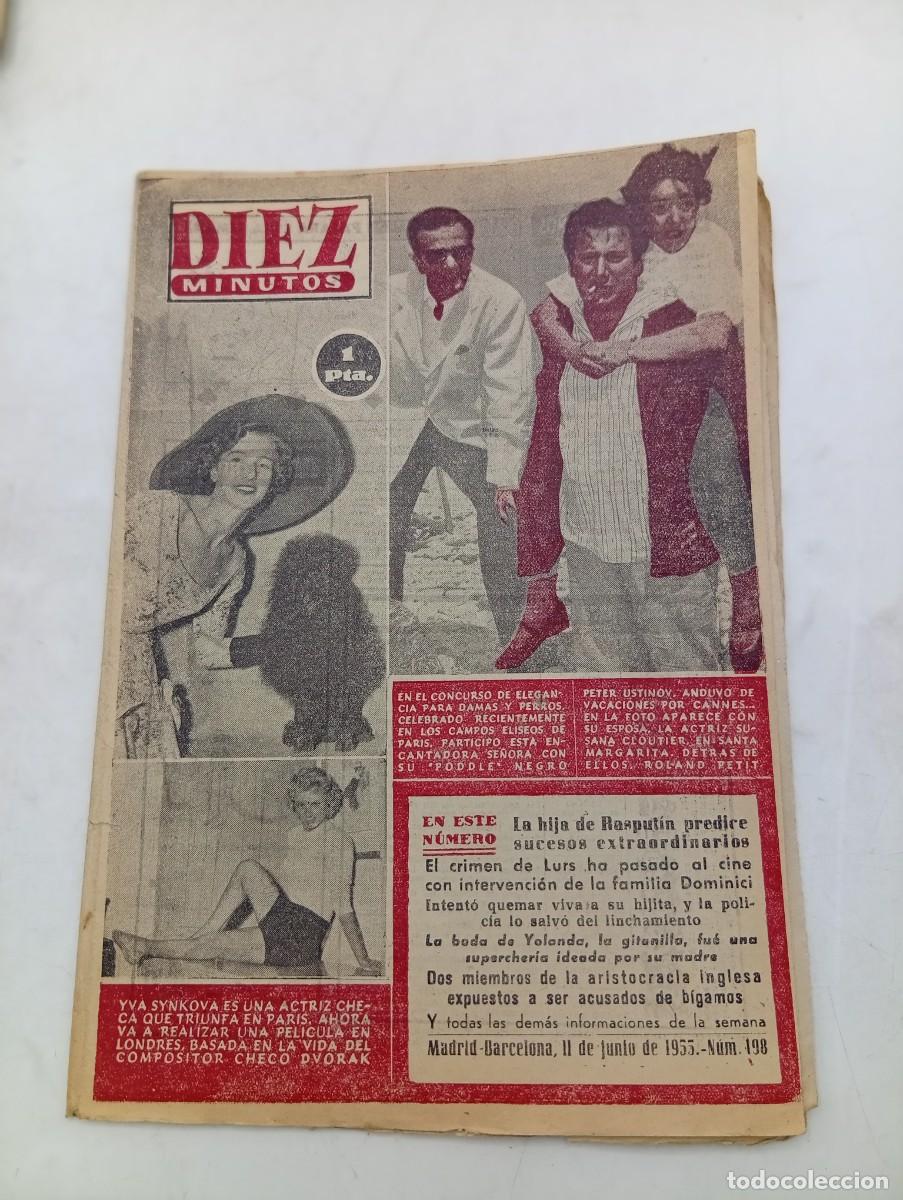 DIEZ
MINUTOS
1
Pta.
EN EL CONCURSO DE ELEGAN-
CIA PARA DAMAS Y PERROS,
CELEBRADO RECIENTEMENTE
EN LOS CAMPOS ELISEOS DE
PARIS, PARTICIPO ESTA EN-
CANTADORA SEÑORA CON
SU "PODDLE" NEGRO
PETER USTINOV, ANDUVO DE
VACACIONES POR CANNES...
EN LA FOTO APARECE CON
SU ESPOSA, LA ACTRIZ SU-
SANA CLOUTIER, EN SANTA
MARGARITA, DETRAS DE
ELLOS, ROLAND PETIT
YVA SYNKOVA ES UNA ACTRIZ CHE-
CA QUE TRIUNFA EN PARIS. AHORA
VA A REALIZAR UNA PELICULA EN
LONDRES, BASADA EN LA VIDA DEL
COMPOSITOR CHECO DVORAK
EN ESTE
NÚMERO
La hija de Rasputín predice
sucesos extraordinarios
El crimen de Lurs ha pasado al cine
con intervención de la familia Dominici
Intentó quemar viva a su hijita, y la poli-
cía lo salvó del linchamiento
La boda de Yolanda, la gitanilla, fué una
superchería ideada por su madre
Dos miembros de la aristocracia inglesa
expuestos a ser acusados de bígamos
Y todas las demás informaciones de la semana
Madrid-Barcelona, 11 de junio de 1955.-Núm. 198
todocoleccion